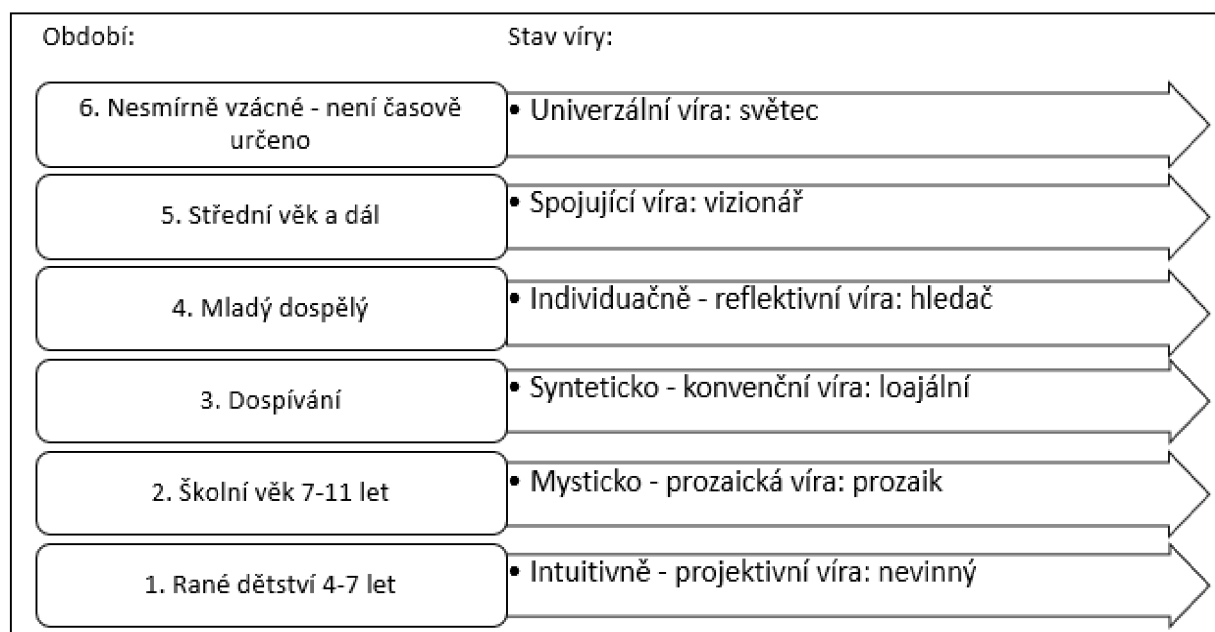 Období:
Stav víry:
6. Nesmírně vzácné - není časově
určeno
• Univerzální víra: světec
5. Střední věk a dál
• Spojující víra: vizionář
4. Mladý dospělý
• Individuačně - reflektivní víra: hledač
3. Dospívání
• Synteticko - konvenční víra: loajální
2. Školní věk 7-11 let
• Mysticko - prozaická víra: prozaik
1. Rané dětství 4-7 let
• Intuitivně - projektivní víra: nevinný